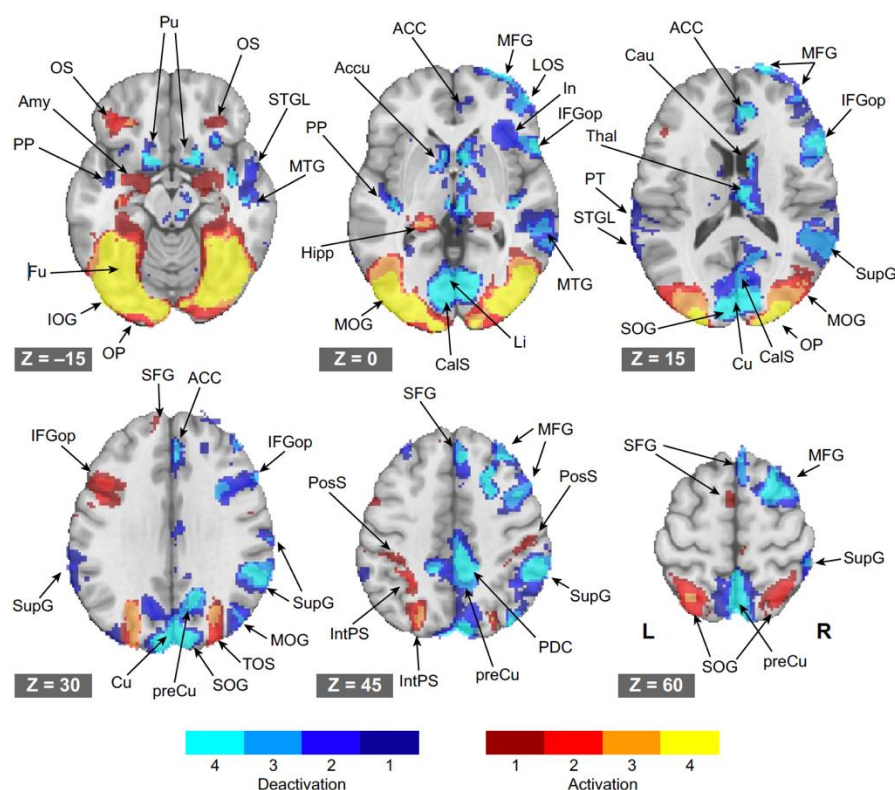 Pu
OS
OS
Amy
STGL
PP
MTG
Fu
IOG
OP
Z = –15
ACC
MFG
Accu
LOS
In
PP
IFGop
Hipp
MTG
MOG
Li
CalS
Z = 0
ACC
MFG
Cau
IFGop
Thal
PT
STGL
SupG
MOG
SOG
OP
CalS
Cu
Z = 15
SFG
ACC
IFGop
IFGop
SupG
SupG
MOG
TOS
Cu
SOG
preCu
Z = 30
SFG
MFG
PosS
PosS
SupG
IntPS
PDC
IntPS
preCu
Z = 45
SFG
MFG
SupG
L R
preCu
SOG
Z = 60
4 3 2 1
Deactivation
1 2 3 4
Activation